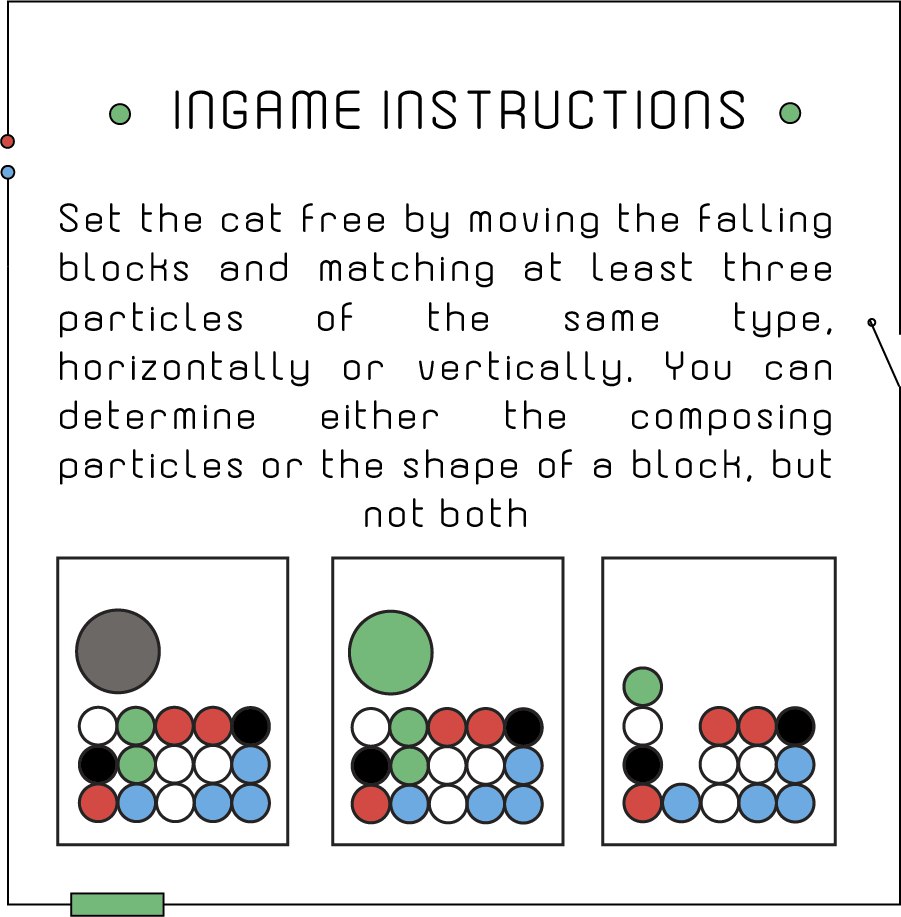 INGAME INSTRUCTIONS
Set the cat free by moving the falling
blocks and matching at least three
particles of the same type,
horizontally or vertically. You can
determine either the composing
particles or the shape of a block, but
not both